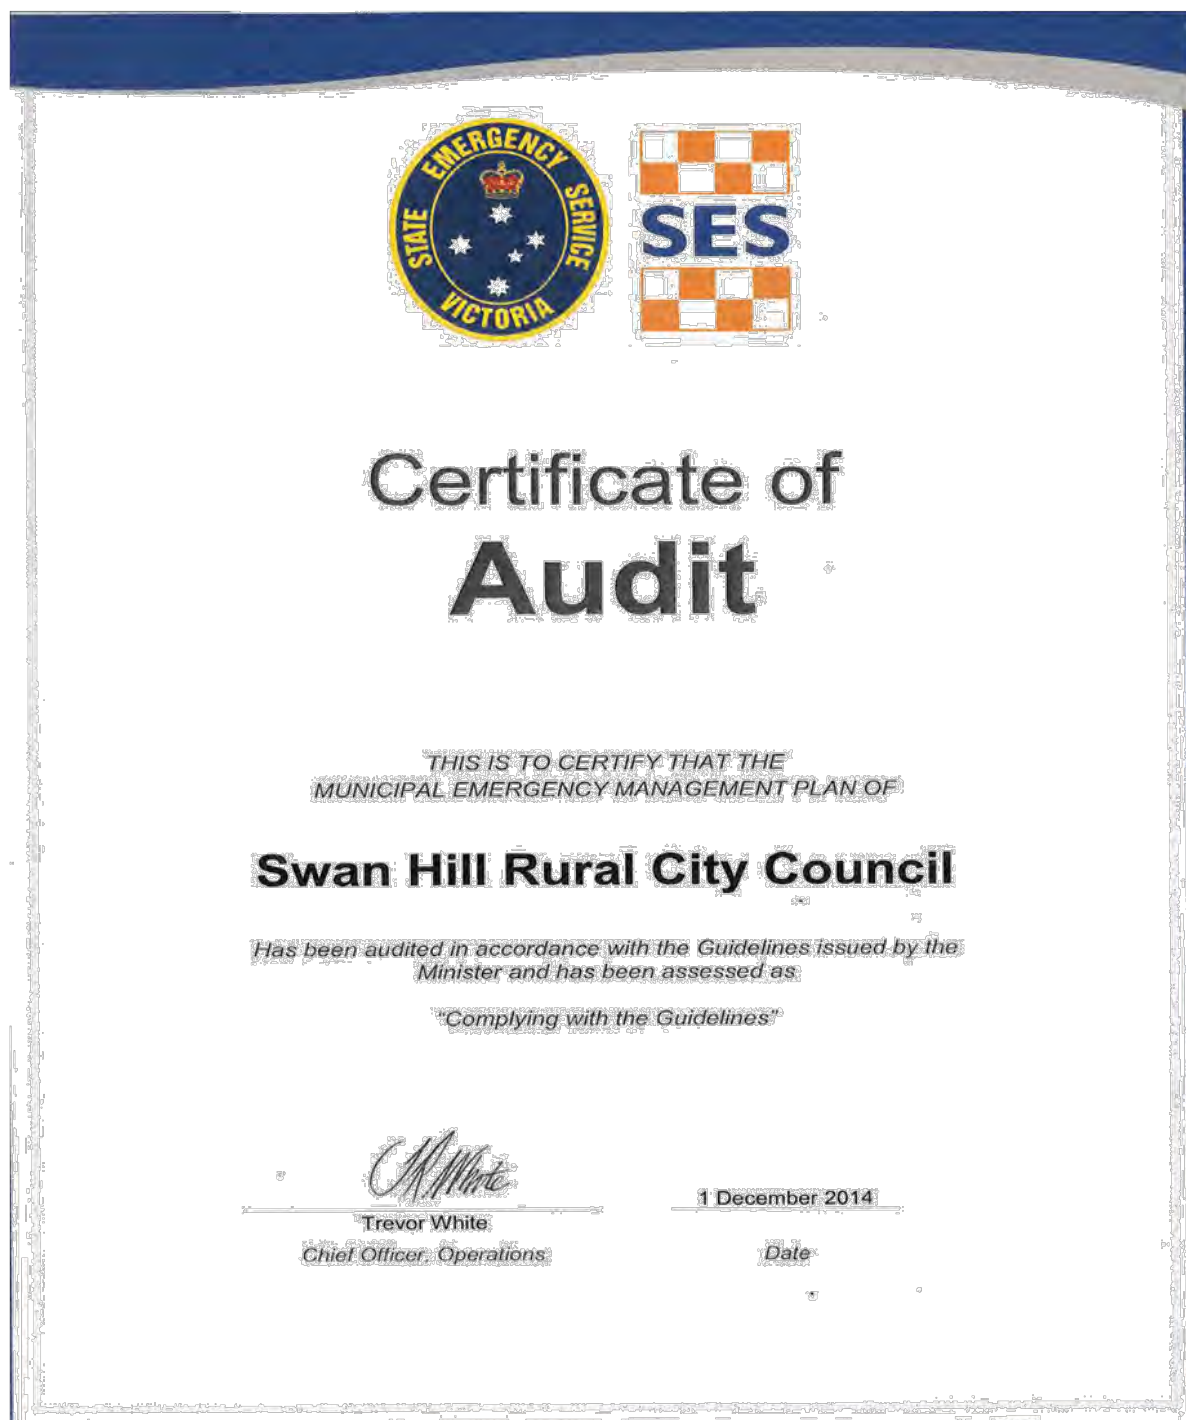 STATE EMERGENCY SERVICE
VICTORIA
SES
Certificate of
Audit
THIS IS TO CERTIFY THAT THE
MUNICIPAL EMERGENCY MANAGEMENT PLAN OF
Swan Hill Rural City Council
Has been audited in accordance with the Guidelines issued by the
Minister and has been assessed as
"Complying with the Guidelines"
T. White
1 December 2014
Trevor White
Chief Officer, Operations
Date